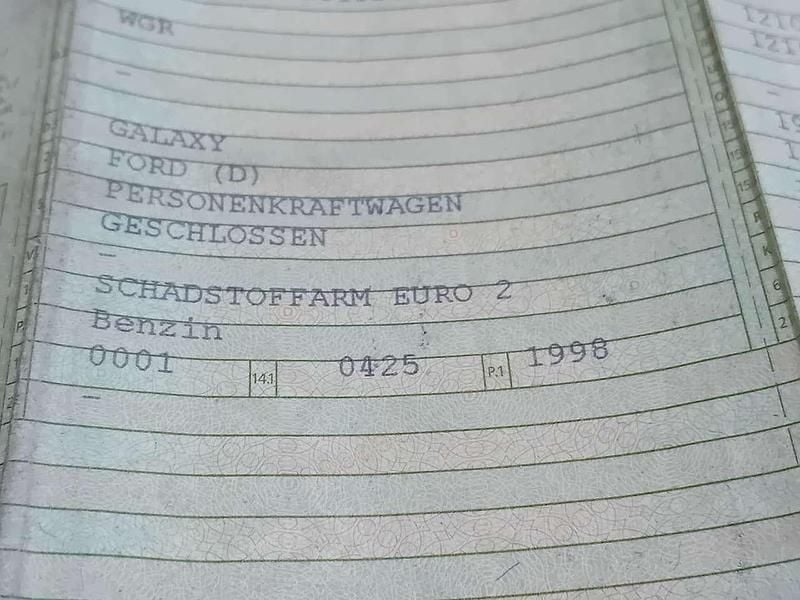 WGR
–
GALAXY
FORD (D)
PERSONENKRAFTWAGEN
GESCHLOSSEN
–
SCHADSTOFFARM EURO 2
Benzin
0001 14.1 0425 P.1 1998
–